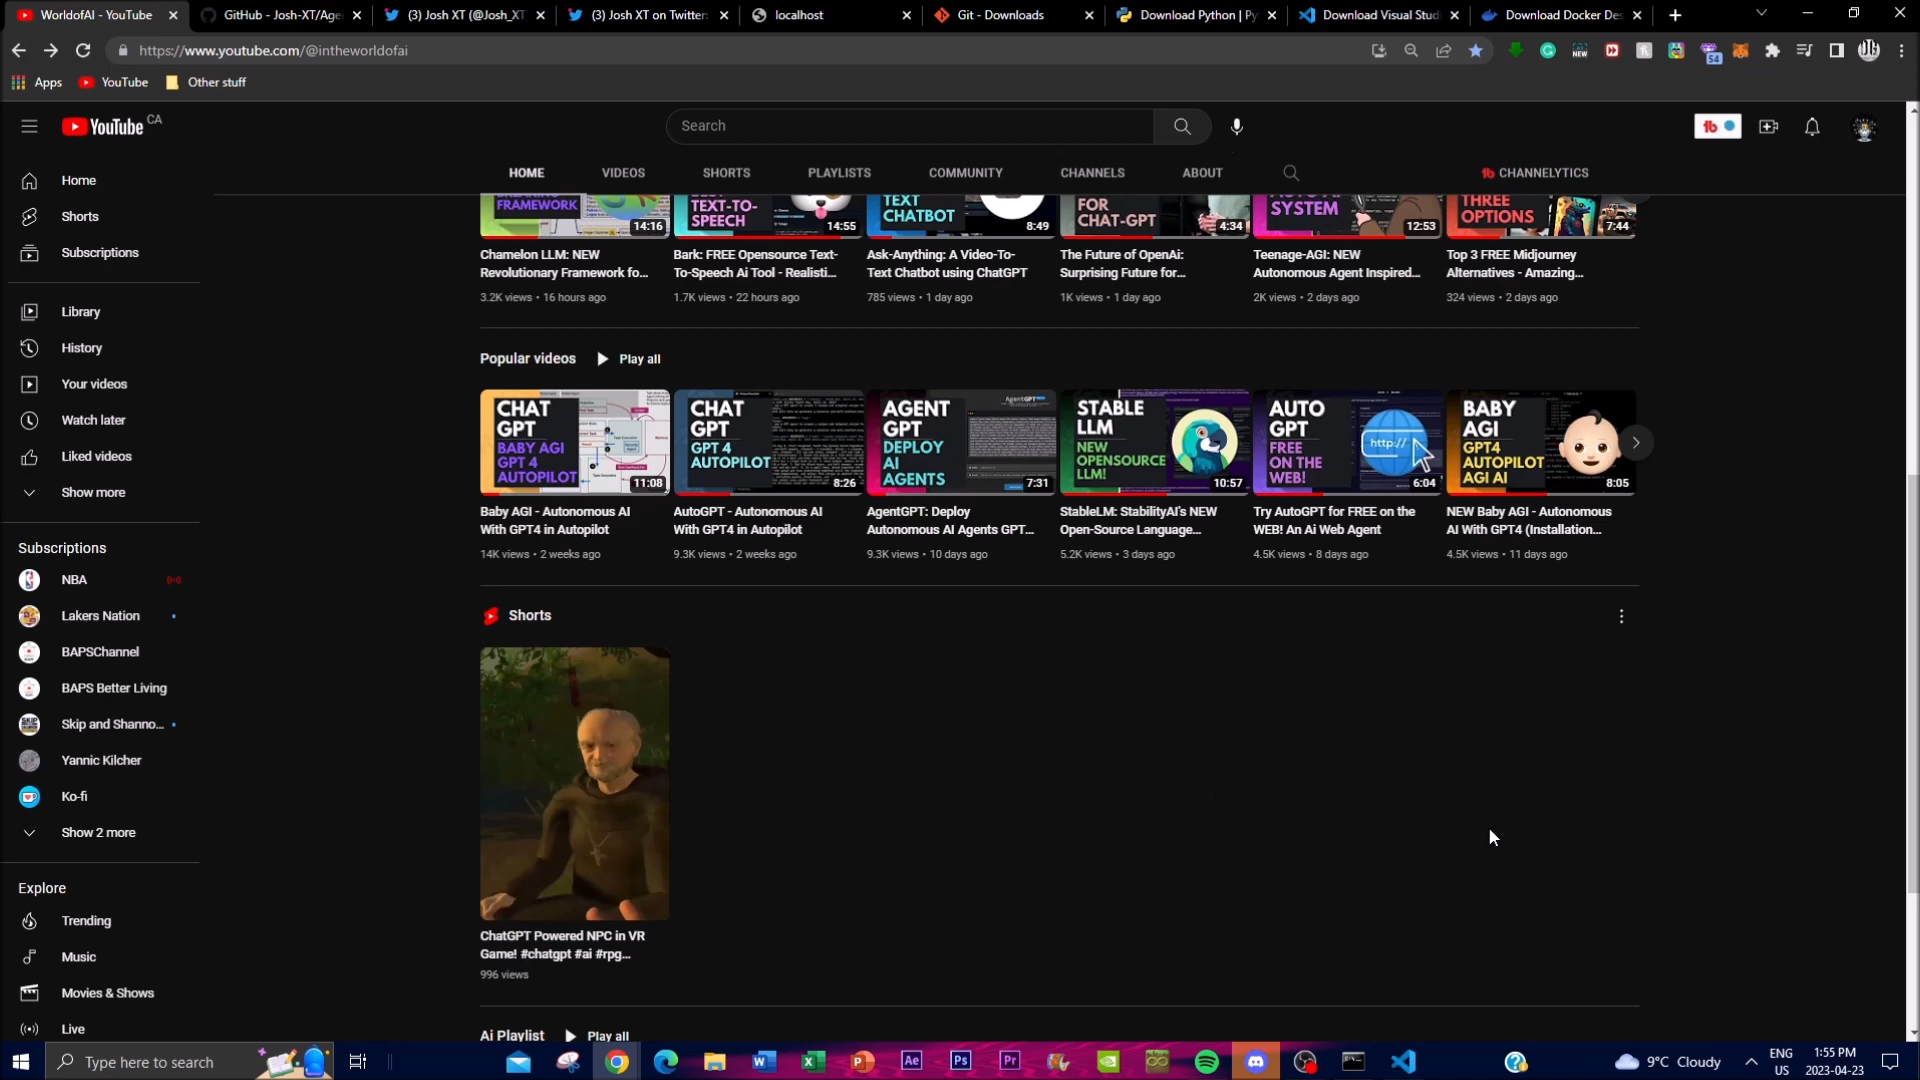 WorldofAI - YouTube
GitHub - Josh-XT/Age
(3) Josh XT (@Josh_XT
(3) Josh XT on Twitter:
localhost
Git - Downloads
Download Python | Py
Download Visual Stud
Download Docker Des
https://www.youtube.com/@intheworldofai
NEW
54
Apps
YouTube
Other stuff
YouTube CA
Search
HOME
VIDEOS
SHORTS
PLAYLISTS
COMMUNITY
CHANNELS
ABOUT
CHANNELYTICS
Home
Shorts
Subscriptions
Library
History
Your videos
Watch later
Liked videos
Show more
Subscriptions
NBA
Lakers Nation
BAPSChannel
BAPS Better Living
Skip and Shanno...
Yannic Kilcher
Ko-fi
Show 2 more
Explore
Trending
Music
Movies & Shows
Live
FRAMEWORK
14:16
TEXT-TO-
SPEECH
14:55
TEXT
CHATBOT
8:49
FOR
CHAT-GPT
4:34
SYSTEM
12:53
THREE
OPTIONS
7:44
Chamelon LLM: NEW
Revolutionary Framework fo...
3.2K views • 16 hours ago
Bark: FREE Opensource Text-
To-Speech Ai Tool - Realisti...
1.7K views • 22 hours ago
Ask-Anything: A Video-To-
Text Chatbot using ChatGPT
785 views • 1 day ago
The Future of OpenAi:
Surprising Future for...
1K views • 1 day ago
Teenage-AGI: NEW
Autonomous Agent Inspired...
2K views • 2 days ago
Top 3 FREE Midjourney
Alternatives - Amazing...
324 views • 2 days ago
Popular videos
Play all
CHAT
GPT
BABY AGI
GPT 4
AUTOPILOT
11:08
CHAT
GPT
GPT 4
AUTOPILOT
8:26
AGENT
GPT
DEPLOY
AI
AGENTS
AgentGPT
7:31
STABLE
LLM
NEW
OPENSOURCE
LLM!
10:57
AUTO
GPT
FREE
ON THE
WEB!
http://
6:04
BABY
AGI
GPT4
AUTOPILOT
AGI AI
8:05
Baby AGI - Autonomous AI
With GPT4 in Autopilot
14K views • 2 weeks ago
AutoGPT - Autonomous AI
With GPT4 in Autopilot
9.3K views • 2 weeks ago
AgentGPT: Deploy
Autonomous AI Agents GPT...
9.3K views • 10 days ago
StableLM: StabilityAI's NEW
Open-Source Language...
5.2K views • 3 days ago
Try AutoGPT for FREE on the
WEB! An Ai Web Agent
4.5K views • 8 days ago
NEW Baby AGI - Autonomous
AI With GPT4 (Installation...
4.5K views • 11 days ago
Shorts
ChatGPT Powered NPC in VR
Game! #chatgpt #ai #rpg...
996 views
Ai Playlist
Play all
Type here to search
Ae
Ps
Pr
9°C Cloudy
ENG
US
1:55 PM
2023-04-23